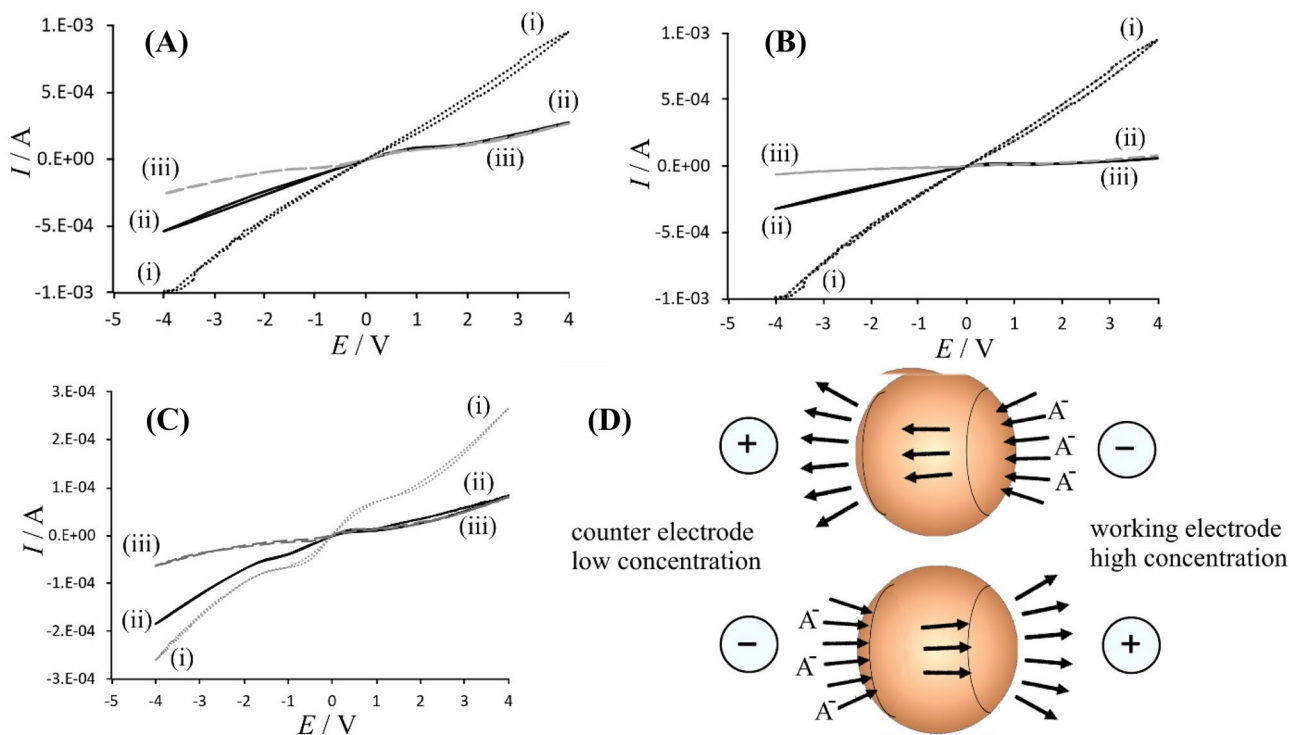 (A)
1.E-03
5.E-04
0.E+00
-5.E-04
-1.E-03
I / A
-5 -4 -3 -2 -1 0 1 2 3 4
E / V
(i)
(ii)
(iii)
(iii)
(ii)
(i)
(B)
1.E-03
5.E-04
0.E+00
-5.E-04
-1.E-03
I / A
-5 -4 -3 -2 -1 0 1 2 3 4
E / V
(i)
(ii)
(iii)
(iii)
(ii)
(i)
(C)
3.E-04
2.E-04
1.E-04
0.E+00
-1.E-04
-2.E-04
-3.E-04
I / A
-5 -4 -3 -2 -1 0 1 2 3 4
E / V
(i)
(ii)
(iii)
(iii)
(ii)
(i)
(D)
+
A⁻
A⁻
A⁻
−
counter electrode
low concentration
working electrode
high concentration
−
A⁻
A⁻
A⁻
+